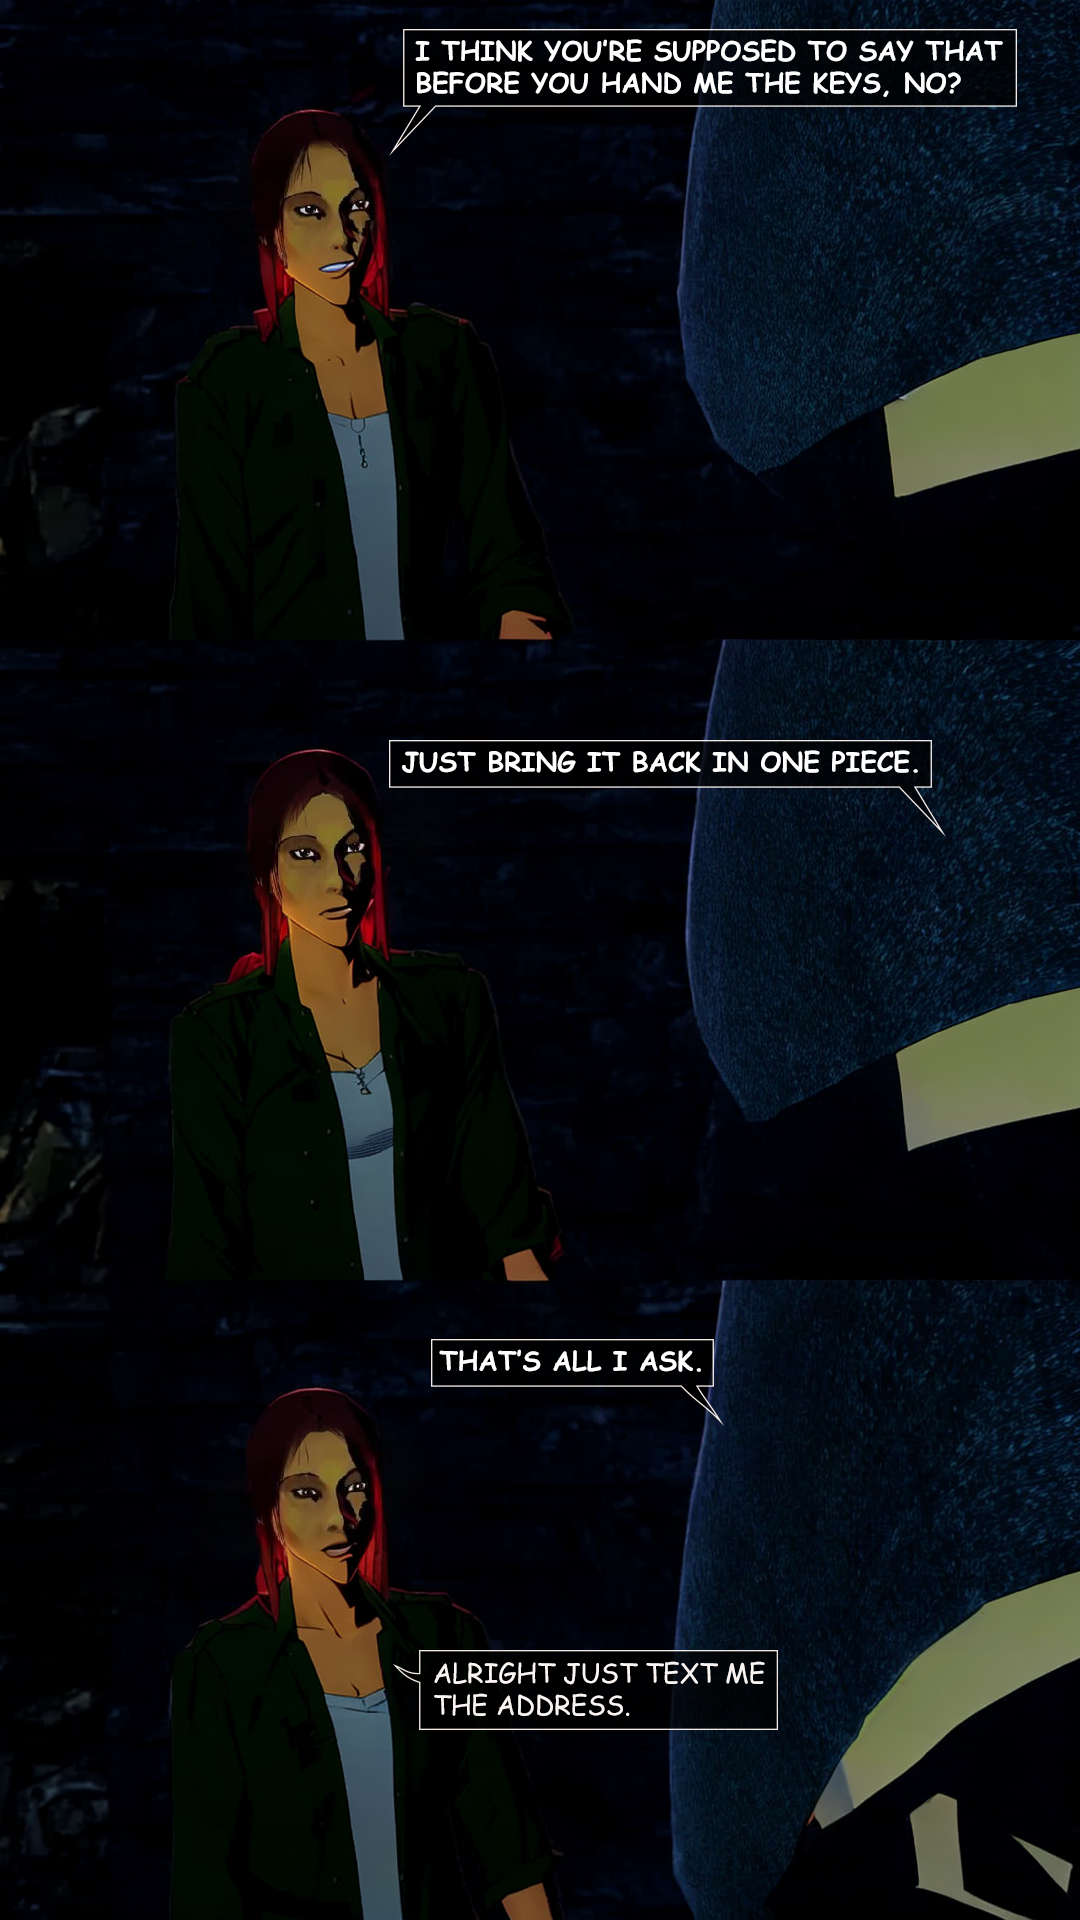 I THINK YOU'RE SUPPOSED TO SAY THAT
BEFORE YOU HAND ME THE KEYS, NO?
JUST BRING IT BACK IN ONE PIECE.
THAT'S ALL I ASK.
ALRIGHT JUST TEXT ME
THE ADDRESS.